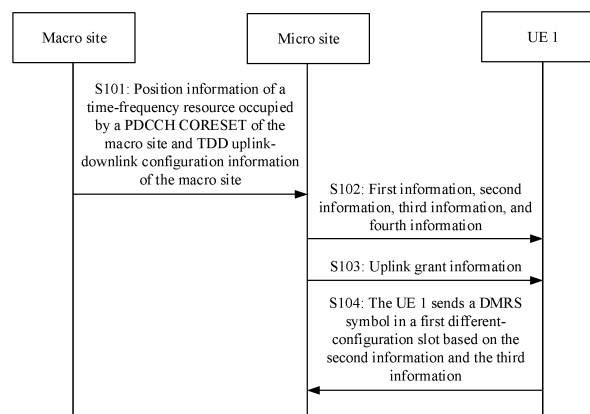 Macro site
Micro site
UE 1
S101: Position information of a
time-frequency resource occupied
by a PDCCH CORESET of the
macro site and TDD uplink-
downlink configuration information
of the macro site
S102: First information, second
information, third information, and
fourth information
S103: Uplink grant information
S104: The UE 1 sends a DMRS
symbol in a first different-
configuration slot based on the
second information and the third
information